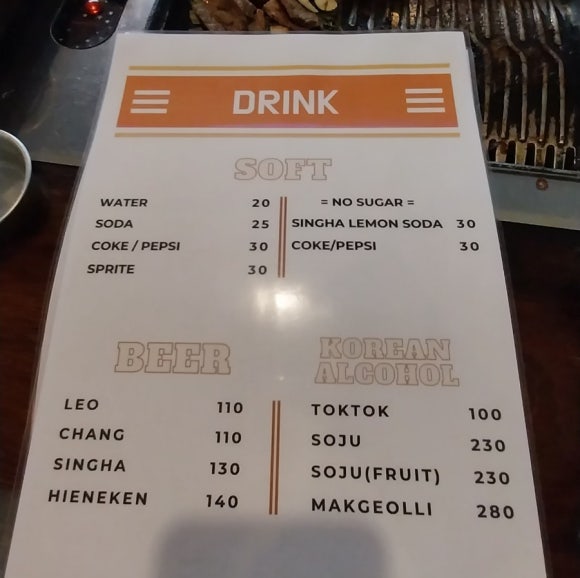 DRINK
SOFT
WATER 20
SODA 25
COKE / PEPSI 30
SPRITE 30
= NO SUGAR =
SINGHA LEMON SODA 30
COKE/PEPSI 30
BEER
LEO 110
CHANG 110
SINGHA 130
HIENEKEN 140
KOREAN
ALCOHOL
TOKTOK 100
SOJU 230
SOJU(FRUIT) 230
MAKGEOLLI 280